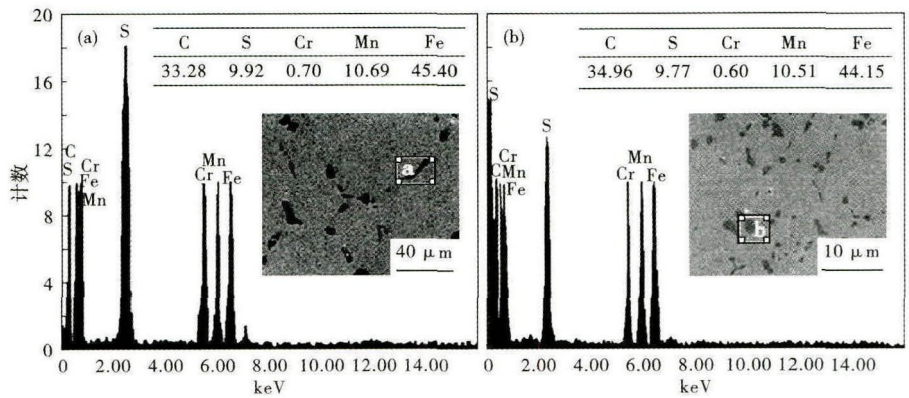 20
16
12
8
4
0
计数
(a)
S
C S Cr Mn Fe
33.28 9.92 0.70 10.69 45.40
C
S
Cr
Fe
Mn
Mn
Cr Fe
a
40 μm
0 2.00 4.00 6.00 8.00 10.00 12.00 14.00
keV
(b)
C S Cr Mn Fe
34.96 9.77 0.60 10.51 44.15
S
S
C
Cr
Mn
Fe
Mn
Cr Fe
b
10 μm
0 2.00 4.00 6.00 8.00 10.00 12.00 14.00
keV